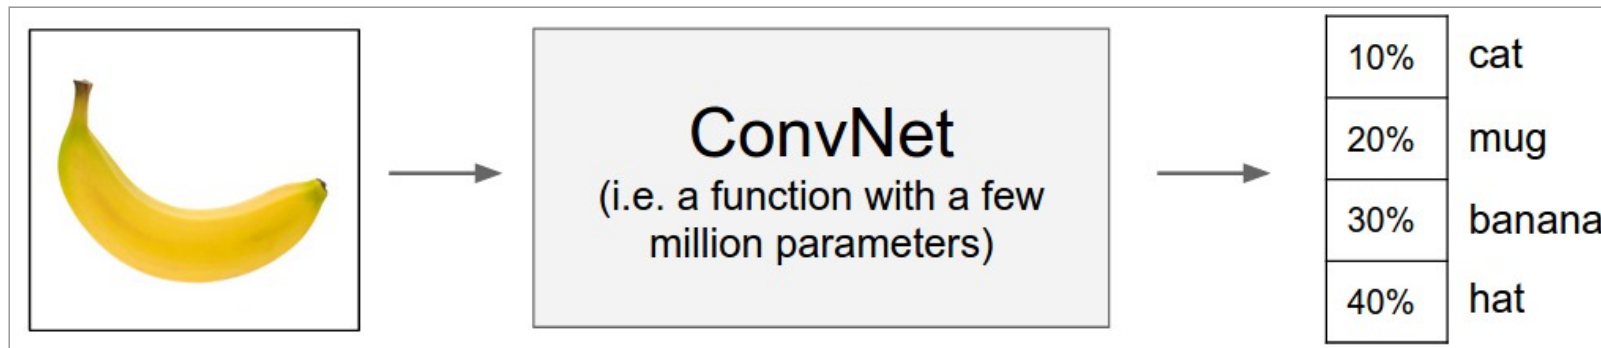 ConvNet
(i.e. a function with a few
million parameters)
10% cat
20% mug
30% banana
40% hat